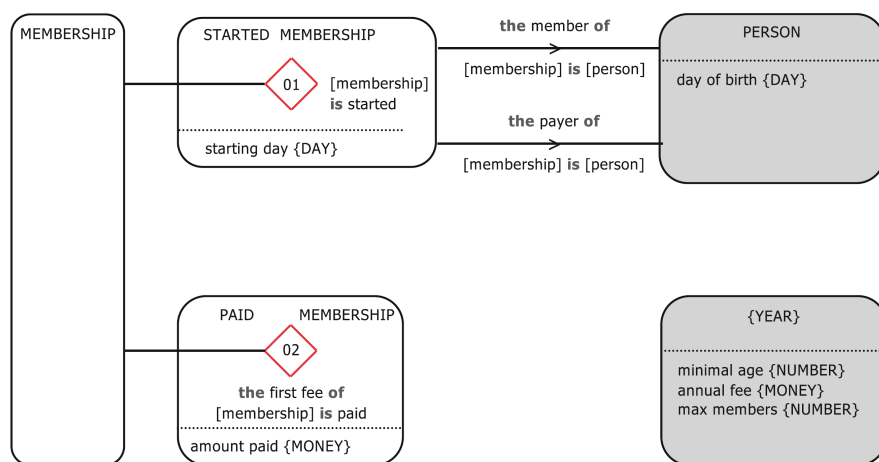 MEMBERSHIP
STARTED MEMBERSHIP
01
[membership]
is started
starting day {DAY}
the member of
[membership] is [person]
the payer of
[membership] is [person]
PERSON
day of birth {DAY}
PAID MEMBERSHIP
02
the first fee of
[membership] is paid
amount paid {MONEY}
{YEAR}
minimal age {NUMBER}
annual fee {MONEY}
max members {NUMBER}